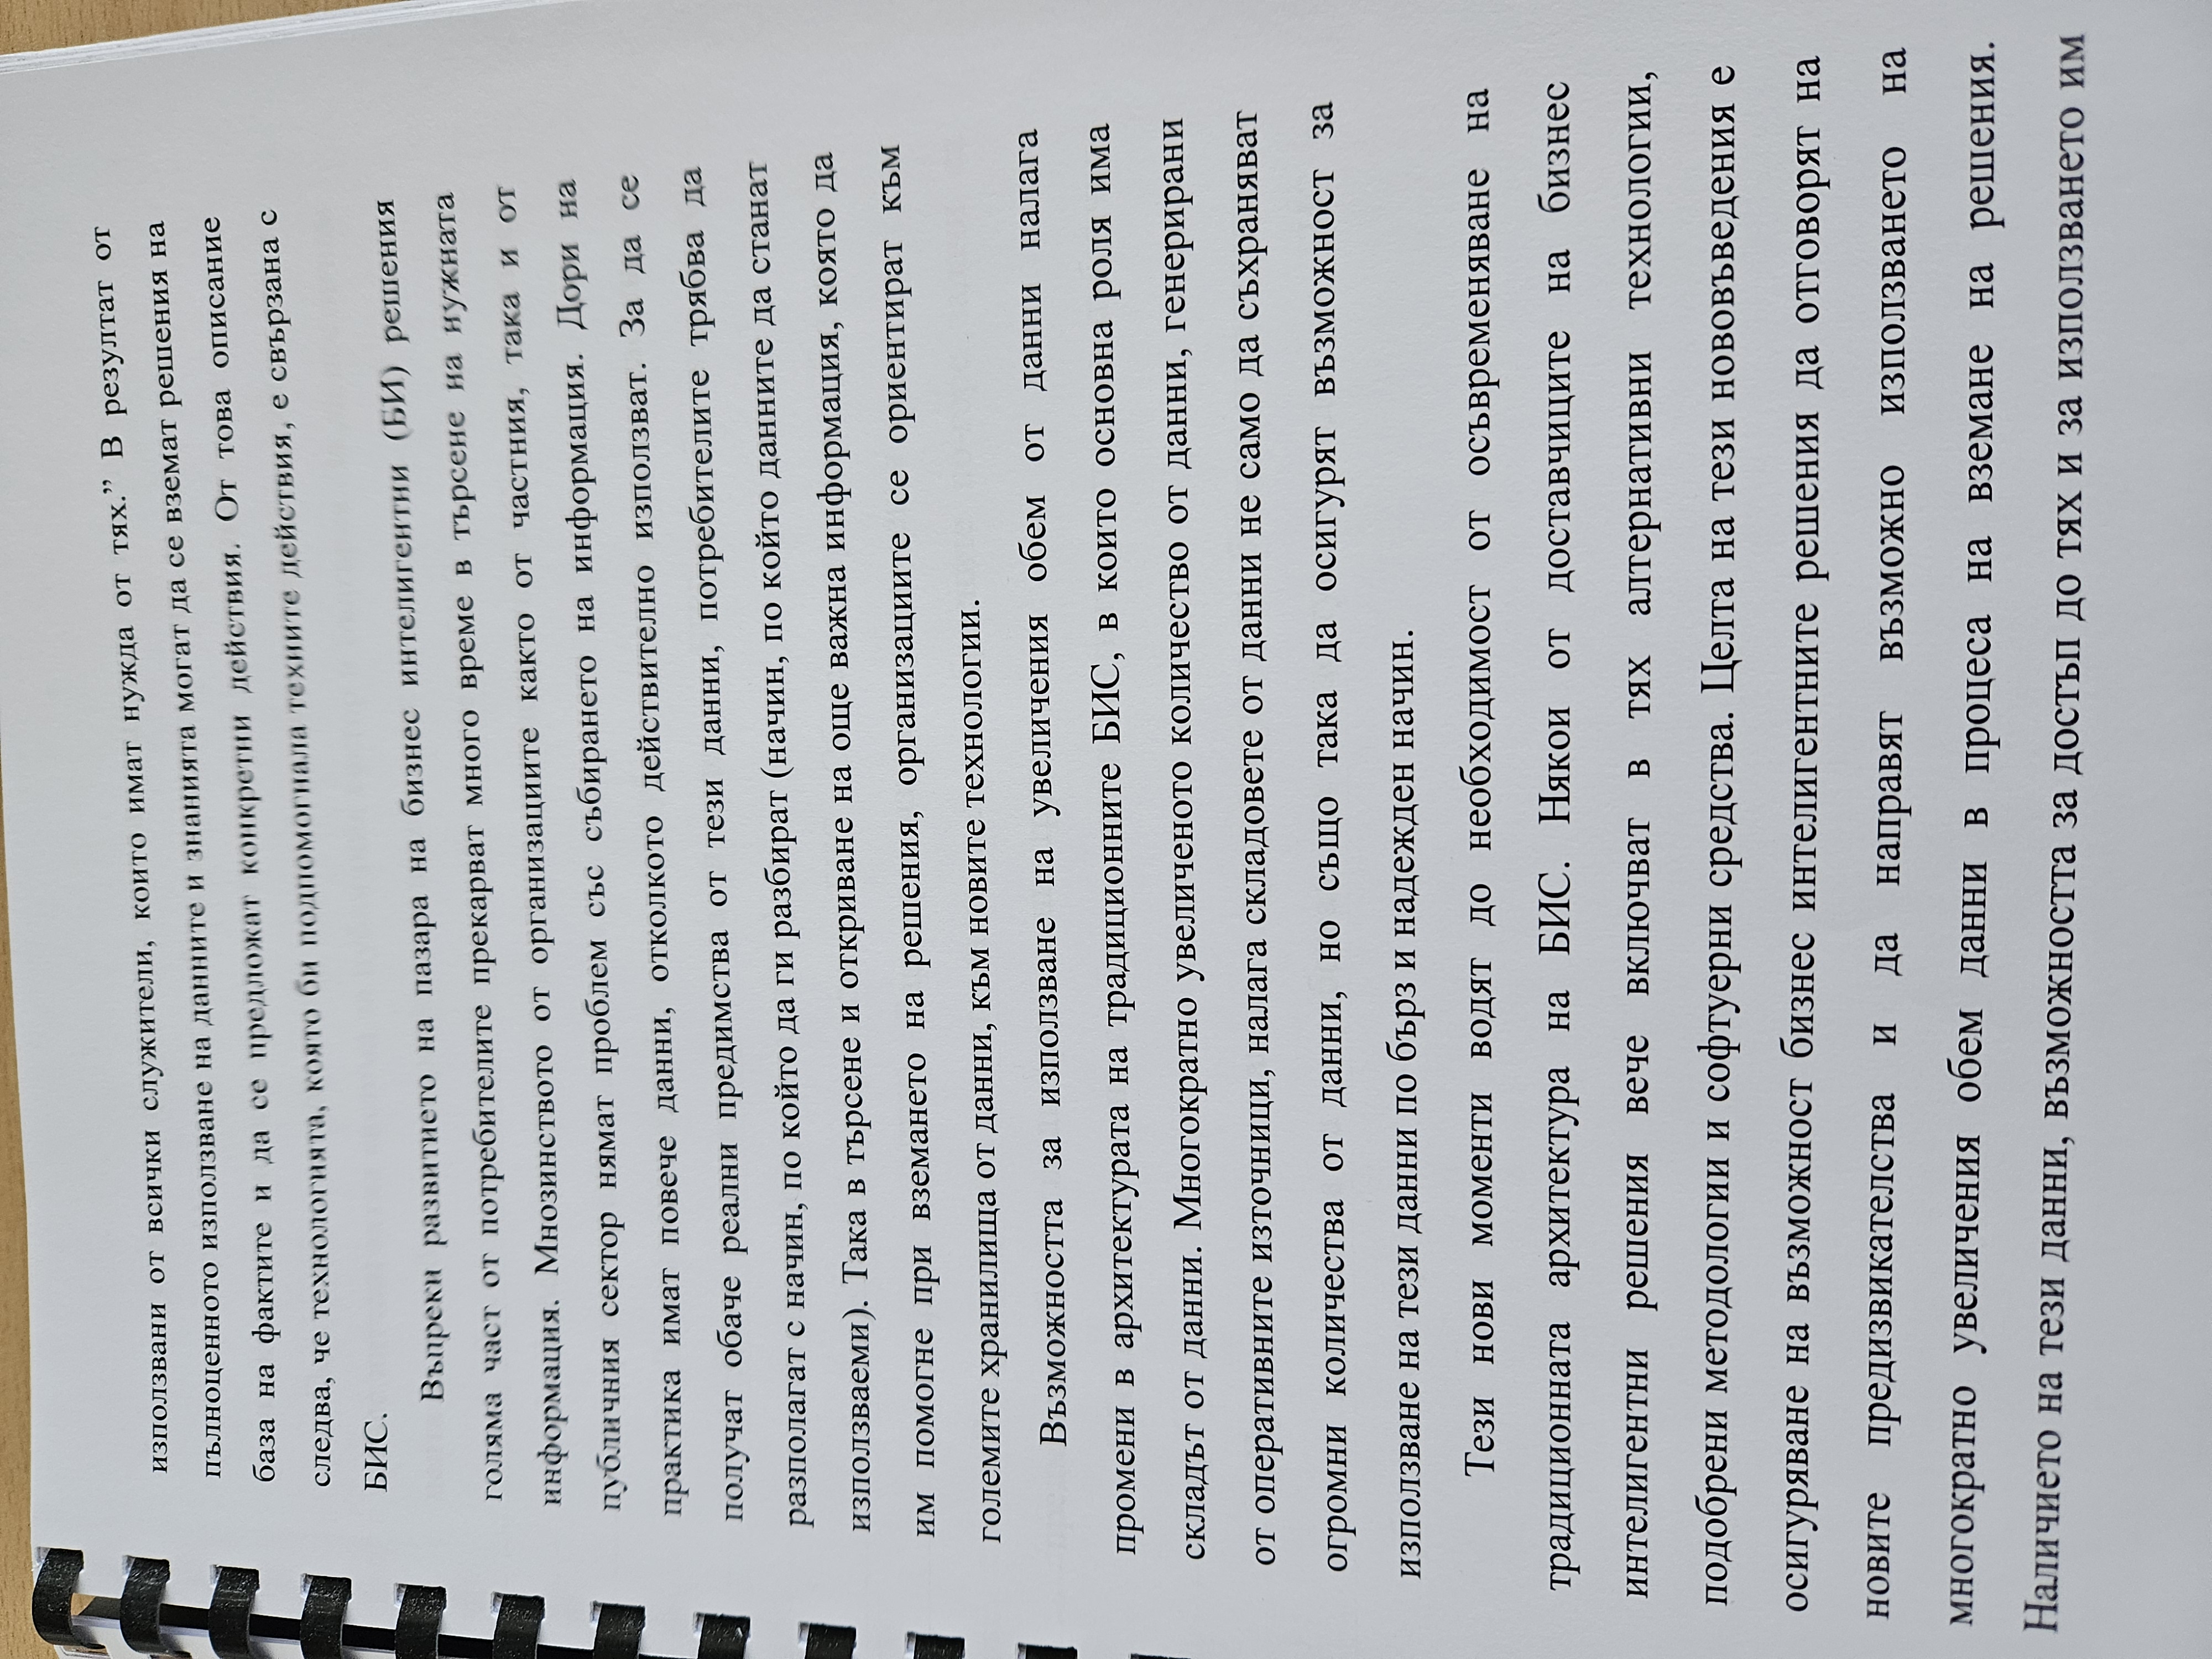 използвани от всички служители, които имат нужда от тях.” В резултат от
пълноценното използване на данните и знанията могат да се вземат решения на
база на фактите и да се предложат конкретни действия. От това описание
следва, че технологията, която би подпомогнала техните действия, е свързана с
БИС.
Въпреки развитието на пазара на бизнес интелигентни (БИ) решения
голяма част от потребителите прекарват много време в търсене на нужната
информация. Мнозинството от организациите както от частния, така и от
публичния сектор нямат проблем със събирането на информация. Дори на
практика имат повече данни, отколкото действително използват. За да се
получат обаче реални предимства от тези данни, потребителите трябва да
разполагат с начин, по който да ги разбират (начин, по който данните да станат
използваеми). Така в търсене и откриване на още важна информация, която да
им помогне при вземането на решения, организациите се ориентират към
големите хранилища от данни, към новите технологии.
Възможността за използване на увеличения обем от данни налага
промени в архитектурата на традиционните БИС, в които основна роля има
складът от данни. Многократно увеличеното количество от данни, генерирани
от оперативните източници, налага складовете от данни не само да съхраняват
огромни количества от данни, но също така да осигурят възможност за
използване на тези данни по бърз и надежден начин.
Тези нови моменти водят до необходимост от осъвременяване на
традиционната архитектура на БИС. Някои от доставчиците на бизнес
интелигентни решения вече включват в тях алтернативни технологии,
подобрени методологии и софтуерни средства. Целта на тези нововъведения е
осигуряване на възможност бизнес интелигентните решения да отговорят на
новите предизвикателства и да направят възможно използването на
многократно увеличения обем данни в процеса на вземане на решения.
Наличието на тези данни, възможността за достъп до тях и за използването им